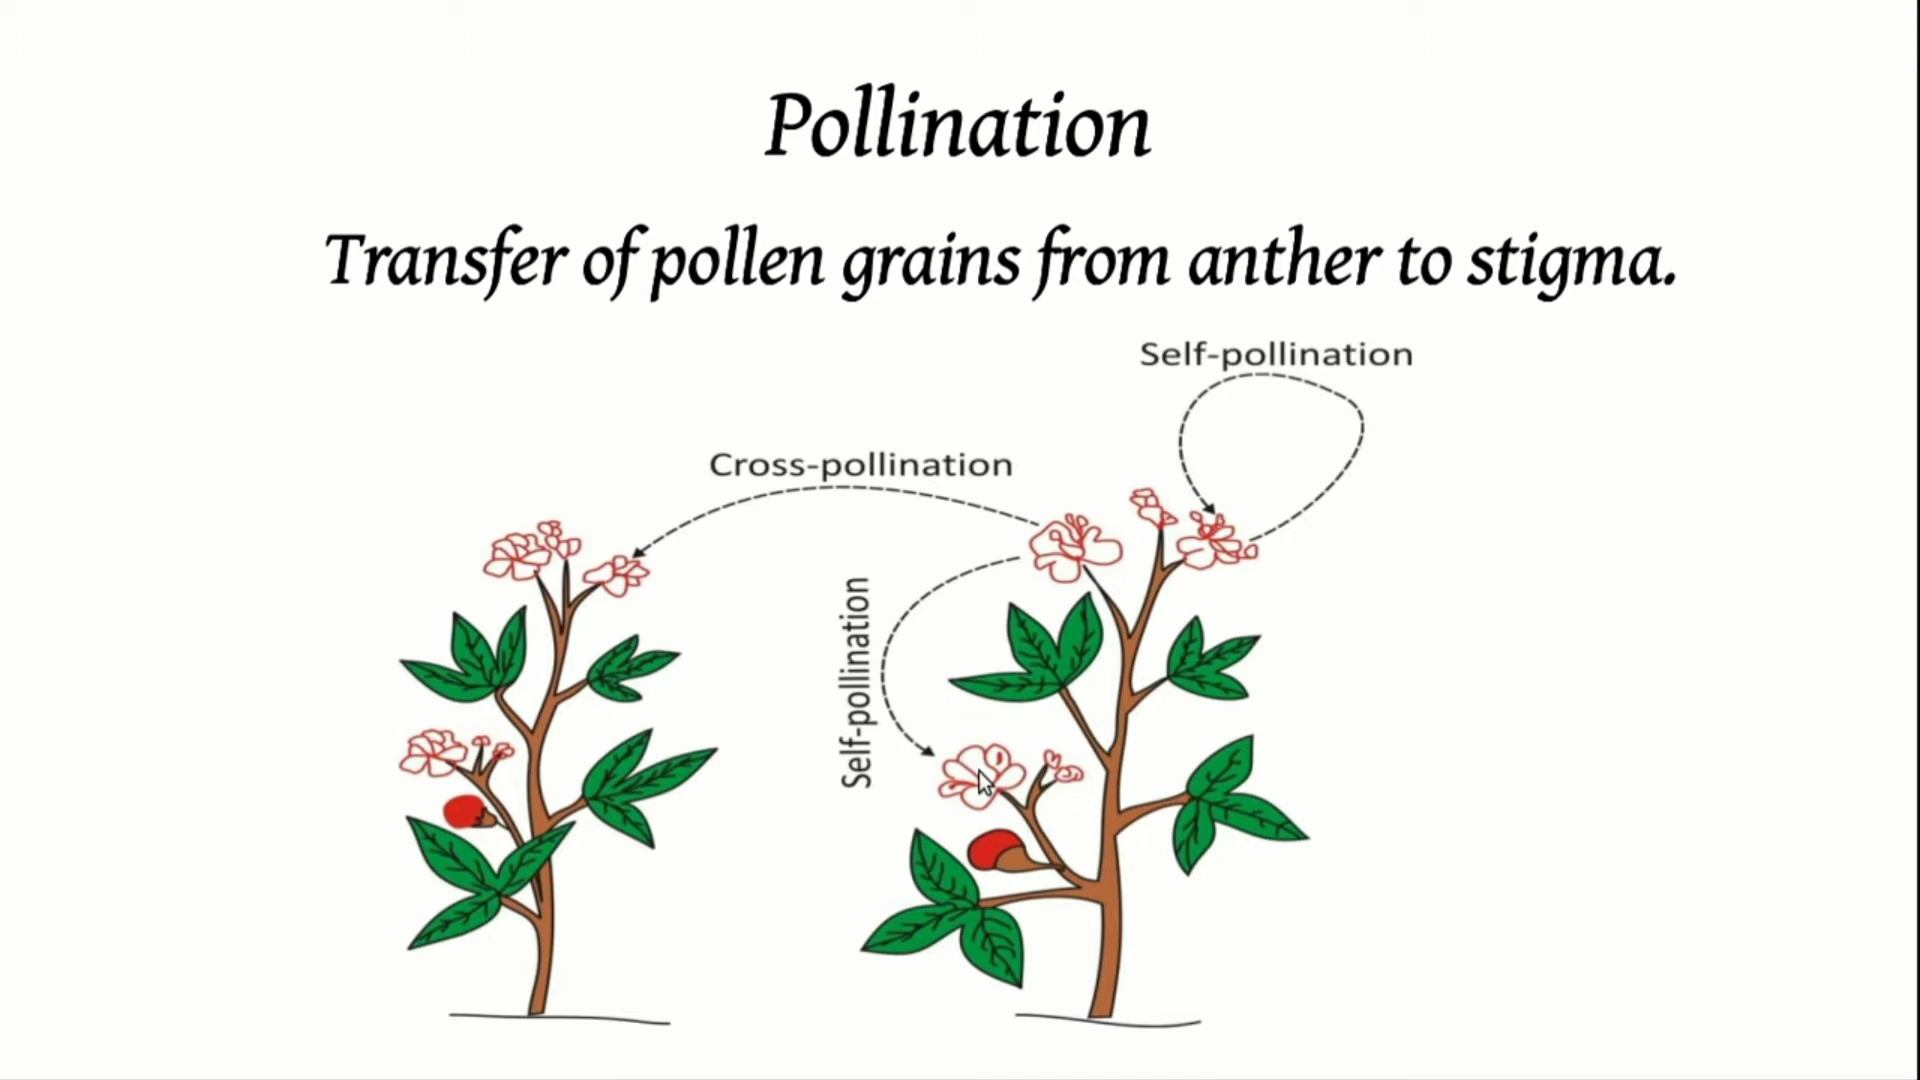 Pollination
Transfer of pollen grains from anther to stigma.
Self-pollination
Cross-pollination
Self-pollination